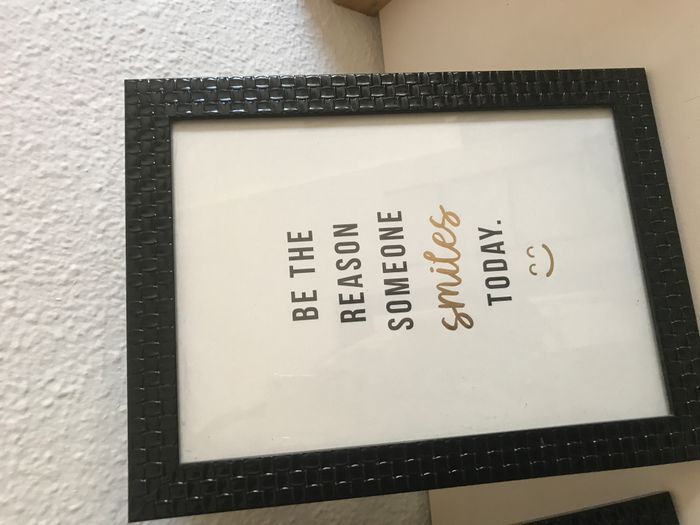 BE THE
REASON
SOMEONE
smiles
TODAY.